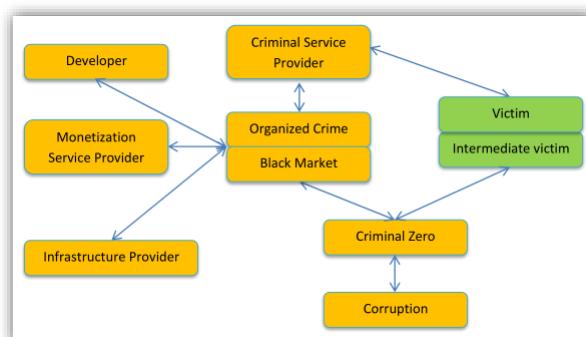 Developer
Criminal Service
Provider
Monetization
Service Provider
Organized Crime
Black Market
Victim
Intermediate victim
Infrastructure Provider
Criminal Zero
Corruption